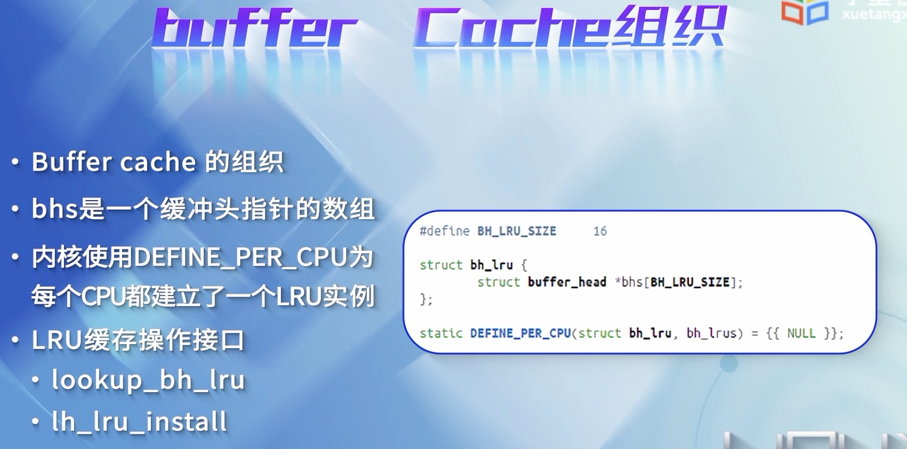 buffer Cache组织
xuetangx
• Buffer cache 的组织
• bhs是一个缓冲头指针的数组
• 内核使用DEFINE_PER_CPU为
每个CPU都建立了一个LRU实例
• LRU缓存操作接口
• lookup_bh_lru
• lh_lru_install
#define BH_LRU_SIZE 16
struct bh_lru {
struct buffer_head *bhs[BH_LRU_SIZE];
};
static DEFINE_PER_CPU(struct bh_lru, bh_lrus) = {{ NULL }};